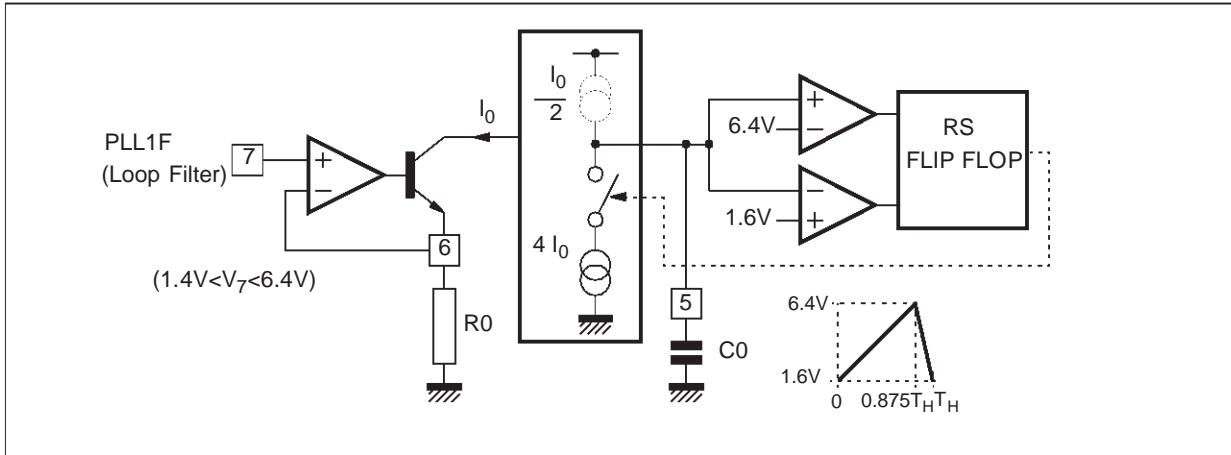 PLL1F
(Loop Filter)
7
(1.4V<V7<6.4V)
6
R0
I0
I0
2
4 I0
5
C0
+
−
6.4V
−
+
1.6V
+
−
RS
FLIP FLOP
6.4V
1.6V
0
0.875TH
TH